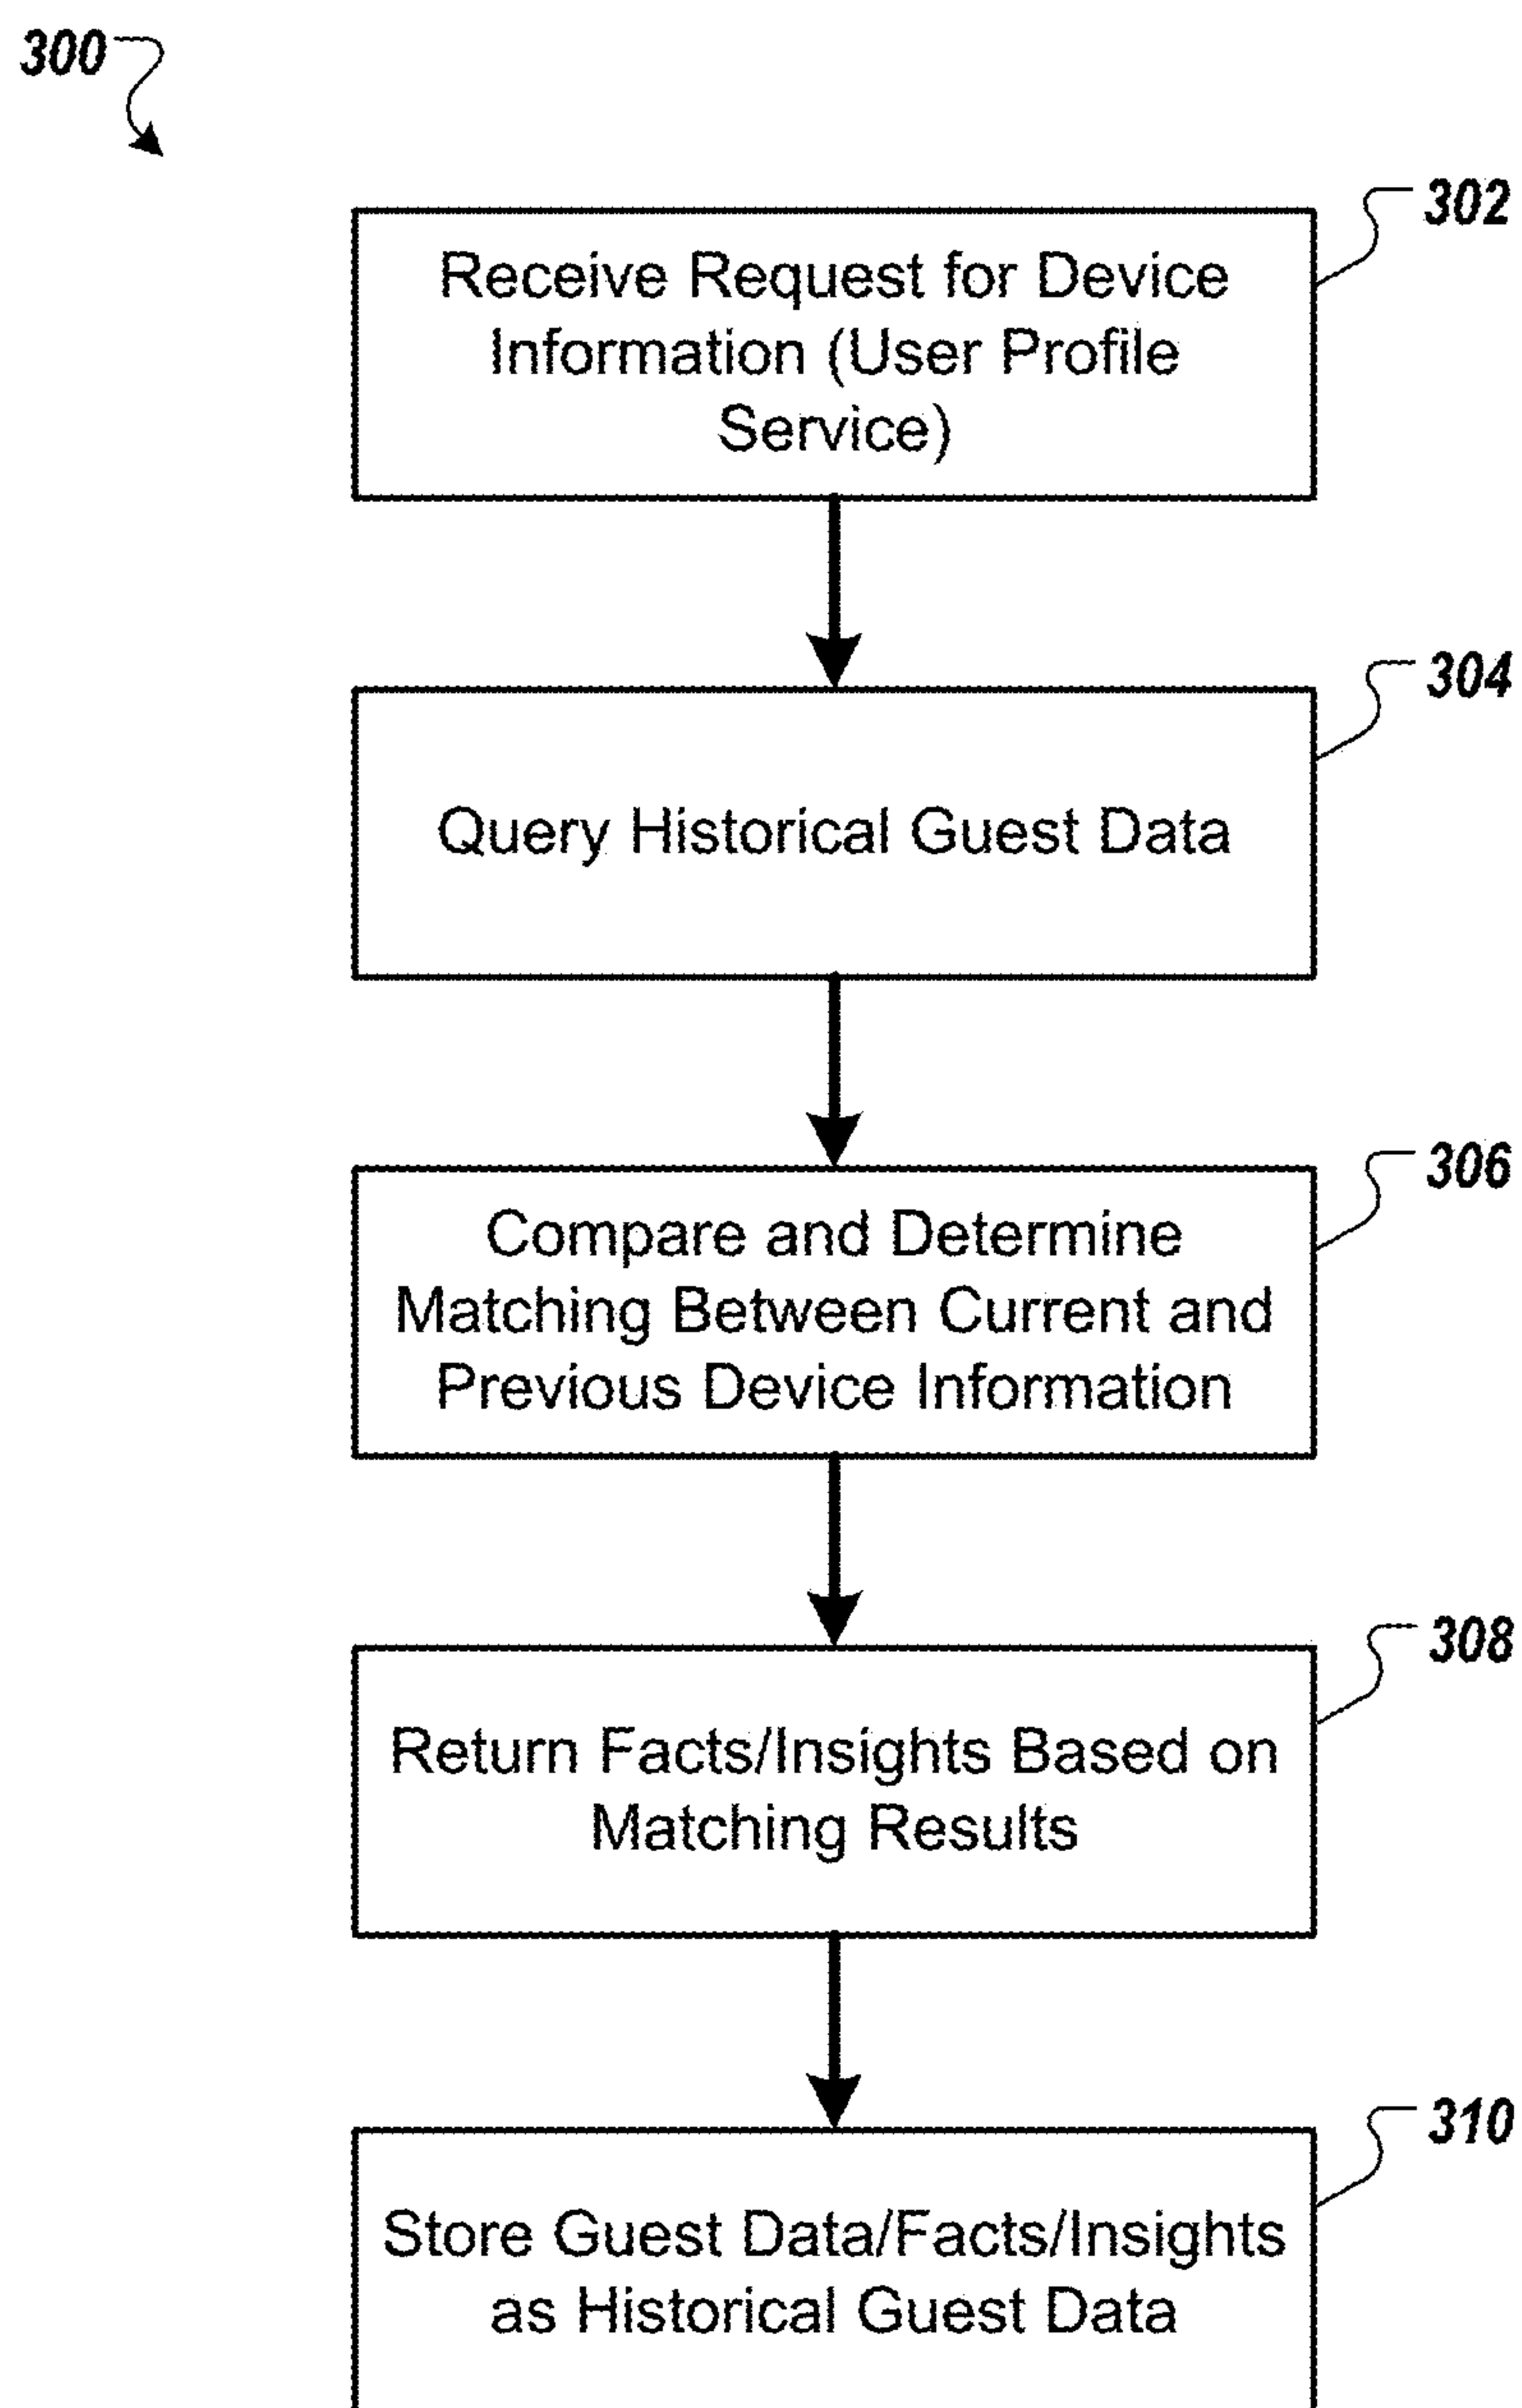 300
302
Receive Request for Device
Information (User Profile
Service)
304
Query Historical Guest Data
306
Compare and Determine
Matching Between Current and
Previous Device Information
308
Return Facts/Insights Based on
Matching Results
310
Store Guest Data/Facts/Insights
as Historical Guest Data